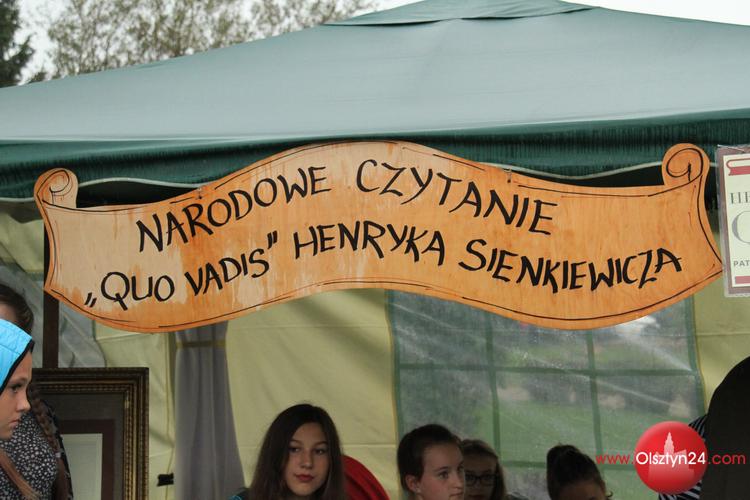 NARODOWE CZYTANIE
„QUO VADIS” HENRYKA SIENKIEWICZA
www.Olsztyn24.com